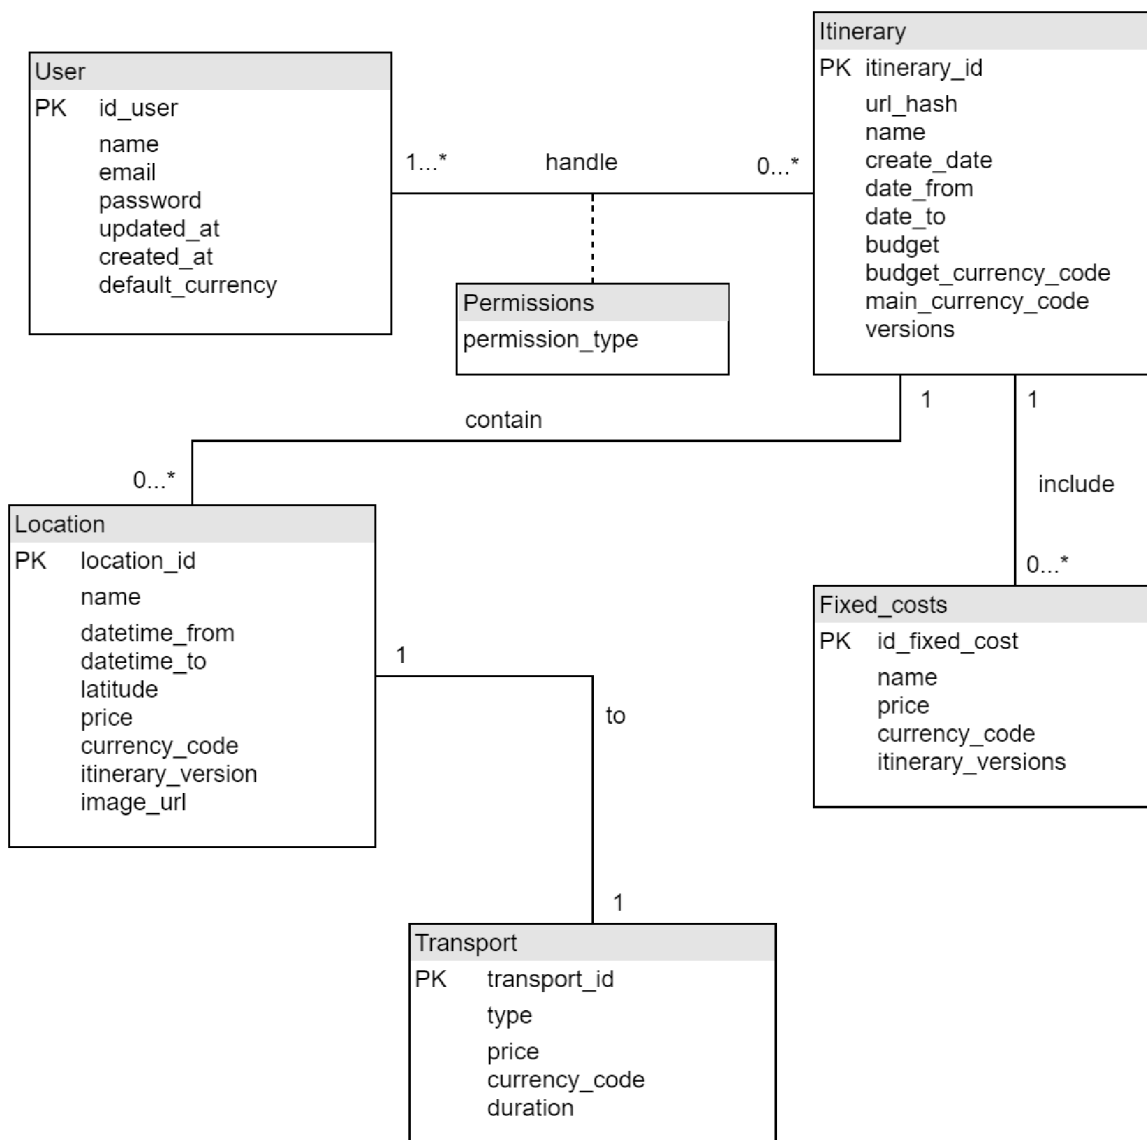 User
PK id_user
name
email
password
updated_at
created_at
default_currency
1...*
handle
0...*
Permissions
permission_type
Itinerary
PK itinerary_id
url_hash
name
create_date
date_from
date_to
budget
budget_currency_code
main_currency_code
versions
1
1
contain
0...*
include
0...*
Location
PK location_id
name
datetime_from
datetime_to
latitude
price
currency_code
itinerary_version
image_url
1
to
1
Fixed_costs
PK id_fixed_cost
name
price
currency_code
itinerary_versions
Transport
PK transport_id
type
price
currency_code
duration